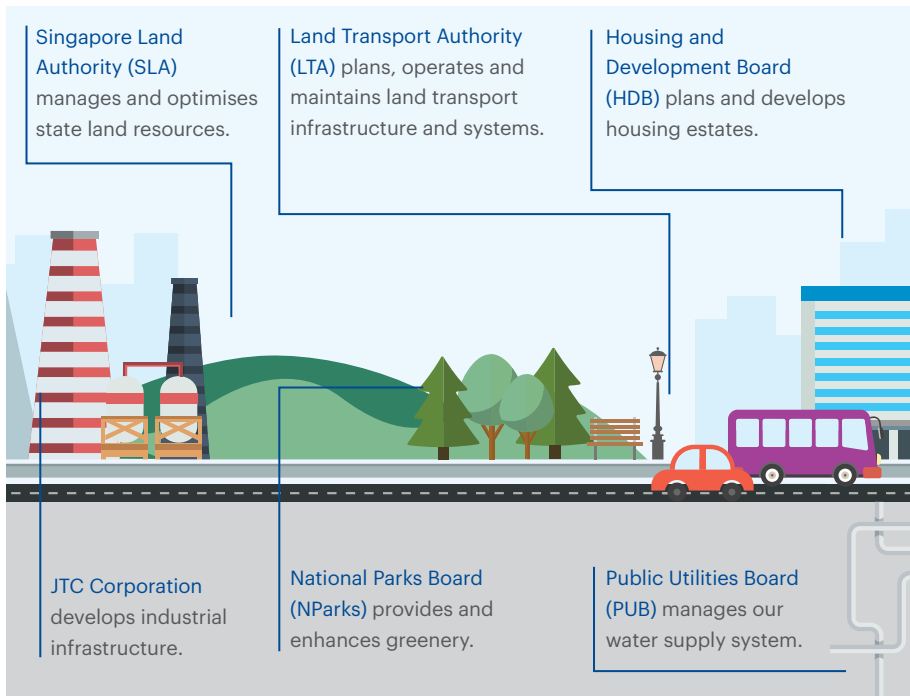 Singapore Land
Authority (SLA)
manages and optimises
state land resources.
Land Transport Authority
(LTA) plans, operates and
maintains land transport
infrastructure and systems.
Housing and
Development Board
(HDB) plans and develops
housing estates.
JTC Corporation
develops industrial
infrastructure.
National Parks Board
(NParks) provides and
enhances greenery.
Public Utilities Board
(PUB) manages our
water supply system.